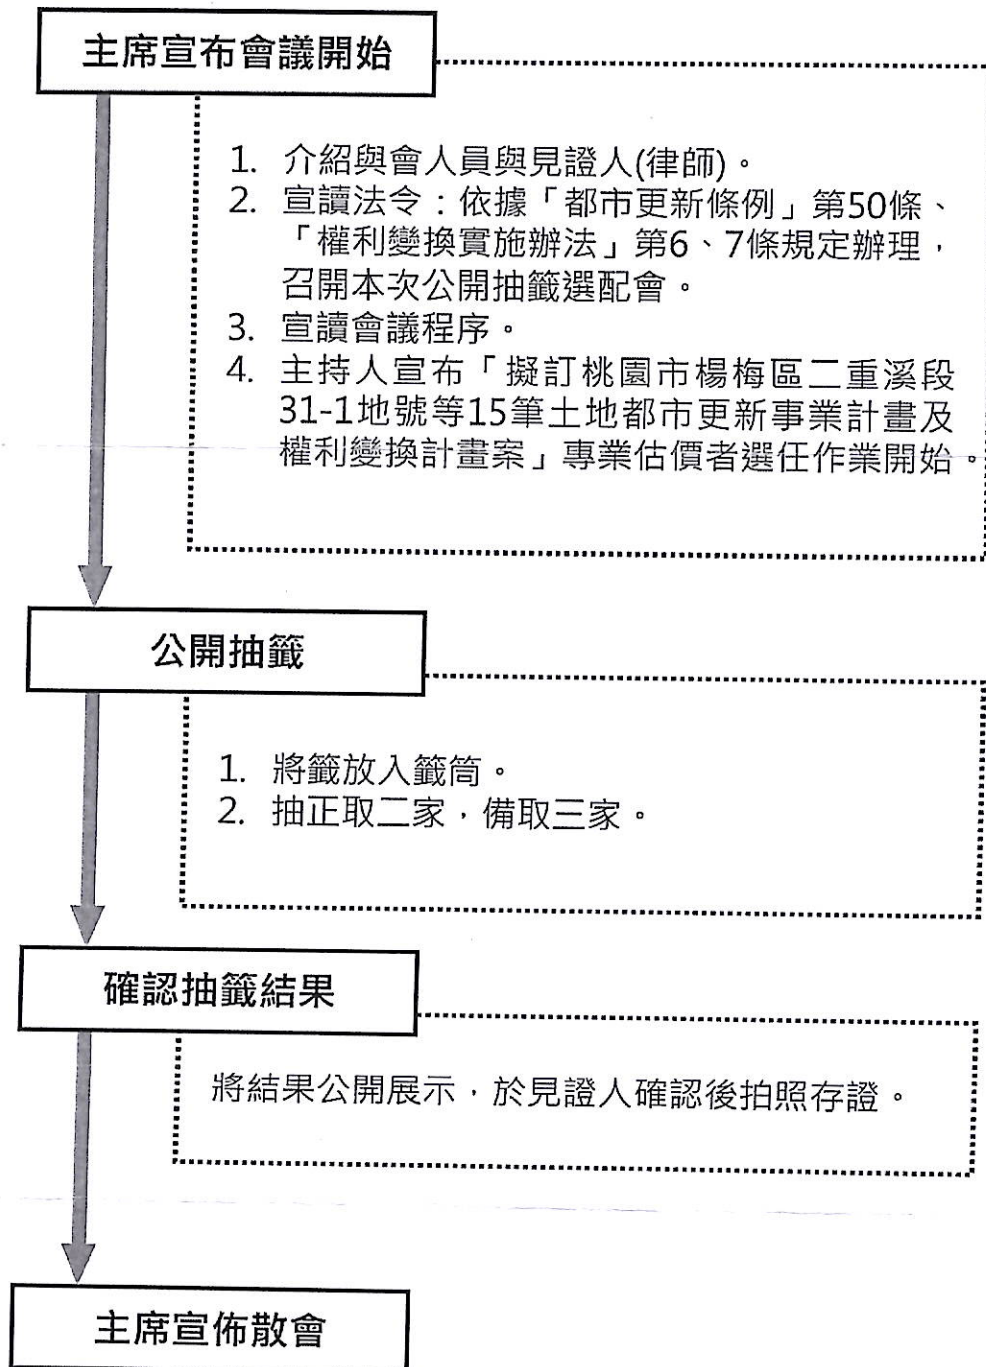 主席宣布會議開始
1. 介紹與會人員與見證人(律師)。
2. 宣讀法令：依據「都市更新條例」第50條、
「權利變換實施辦法」第6、7條規定辦理，
召開本次公開抽籤選配會。
3. 宣讀會議程序。
4. 主持人宣布「擬訂桃園市楊梅區二重溪段
31-1地號等15筆土地都市更新事業計畫及
權利變換計畫案」專業估價者選任作業開始。
公開抽籤
1. 將籤放入籤筒。
2. 抽正取二家，備取三家。
確認抽籤結果
將結果公開展示，於見證人確認後拍照存證。
主席宣佈散會